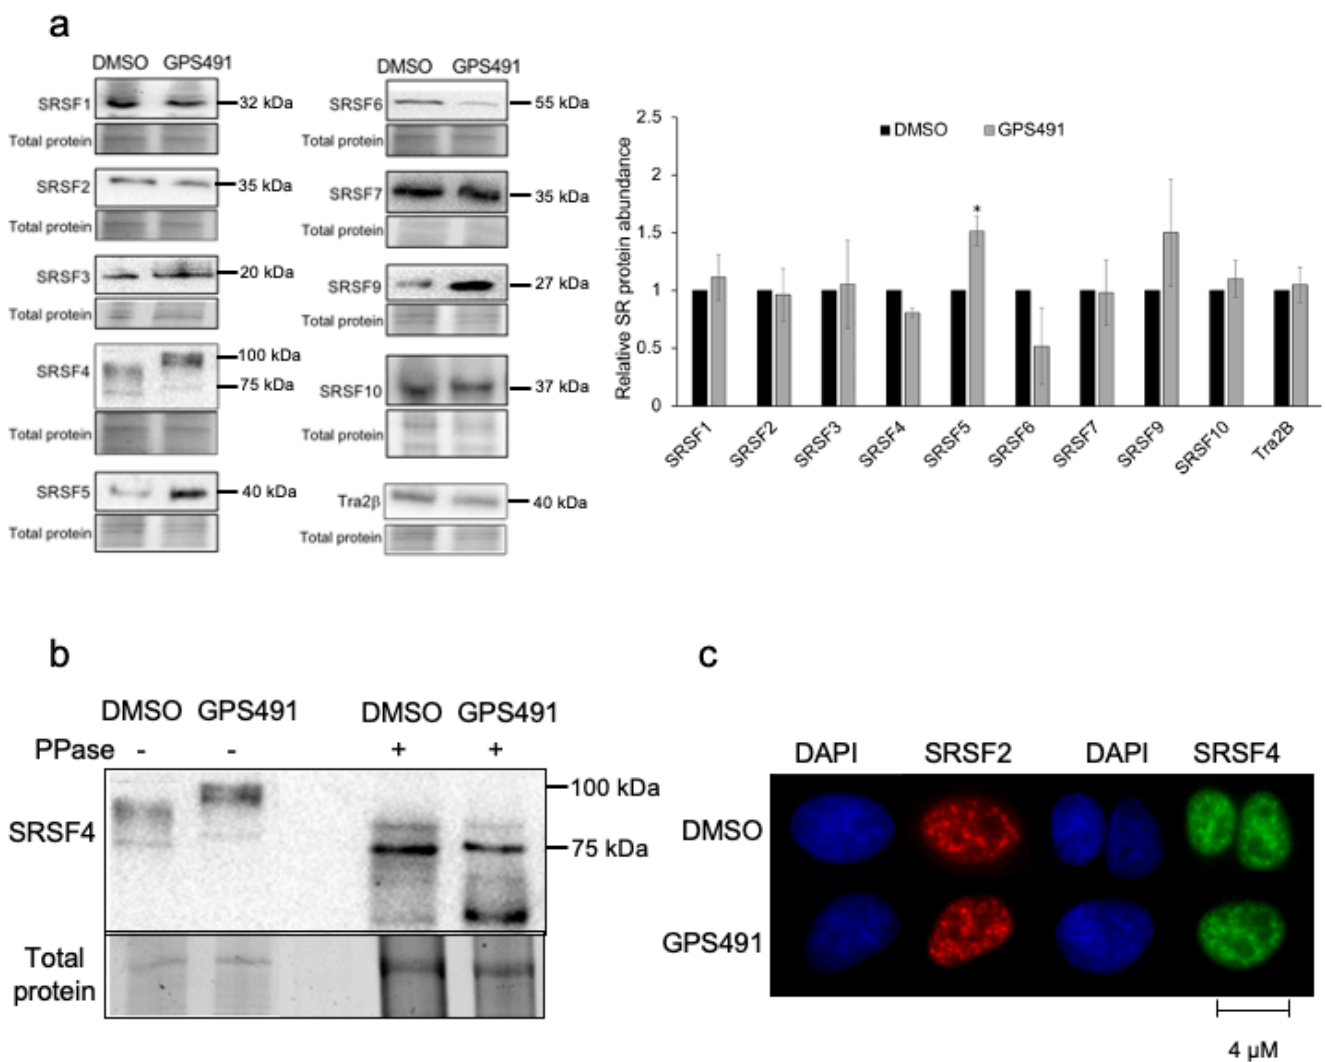 a
DMSO GPS491
SRSF1 32 kDa
Total protein
SRSF2 35 kDa
Total protein
SRSF3 20 kDa
Total protein
SRSF4 100 kDa
75 kDa
Total protein
SRSF5 40 kDa
Total protein
DMSO GPS491
SRSF6 55 kDa
Total protein
SRSF7 35 kDa
Total protein
SRSF9 27 kDa
Total protein
SRSF10 37 kDa
Total protein
Tra2β 40 kDa
Total protein
Relative SR protein abundance
2.5
2
1.5
1
0.5
0
DMSO GPS491
*
SRSF1 SRSF2 SRSF3 SRSF4 SRSF5 SRSF6 SRSF7 SRSF9 SRSF10 Tra2B
b
DMSO GPS491 DMSO GPS491
PPase - - + +
SRSF4 100 kDa
75 kDa
Total
protein
c
DAPI SRSF2 DAPI SRSF4
DMSO
GPS491
4 μM